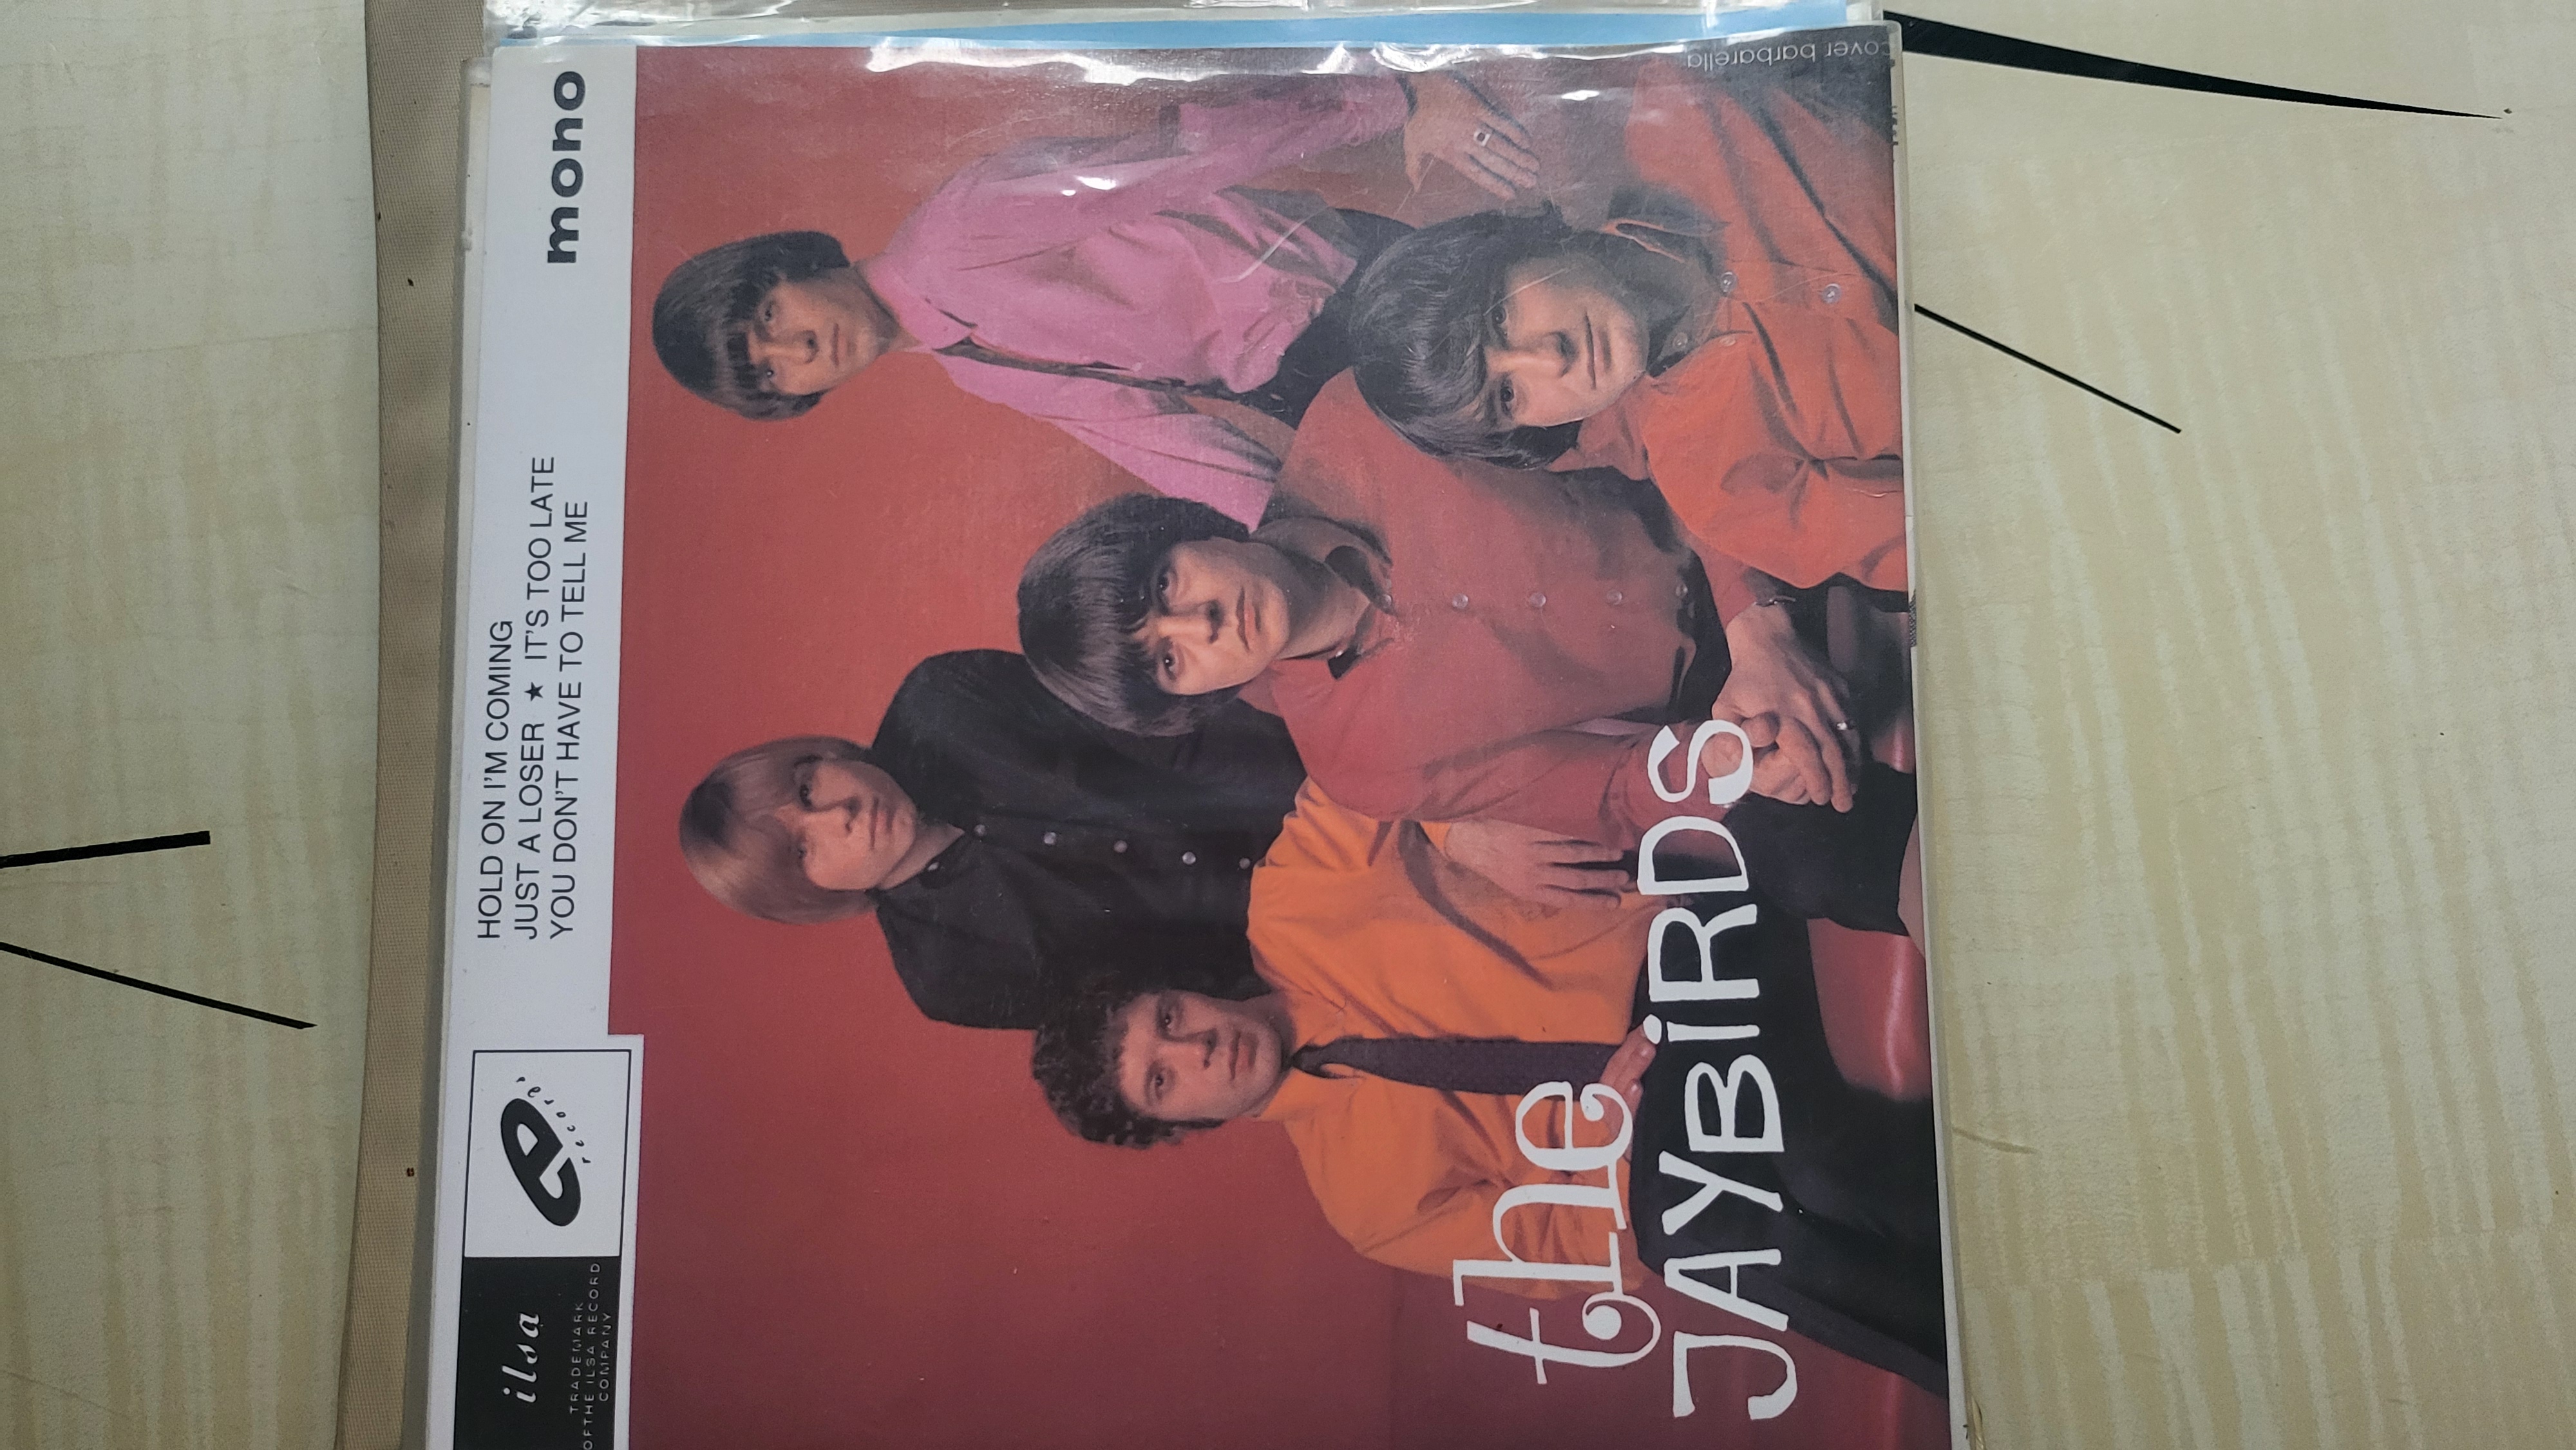 ilsa
TRADEMARK
OF THE ILSA RECORD
COMPANY
e
records
HOLD ON I'M COMING
JUST A LOSER ★ IT'S TOO LATE
YOU DON'T HAVE TO TELL ME
mono
the
JAYBiRDS
cover barbarella